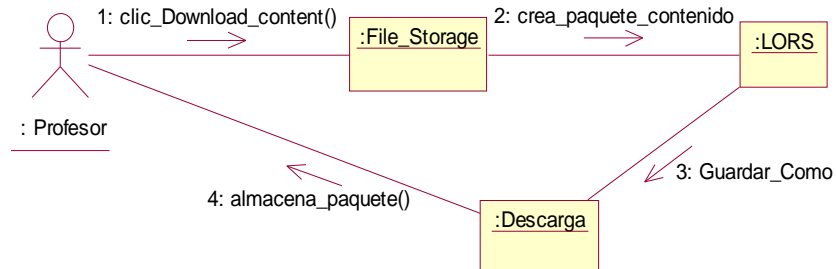 1: clic_Download_content()
2: crea_paquete_contenido
:File_Storage
:LORS
: Profesor
3: Guardar_Como
4: almacena_paquete()
:Descarga